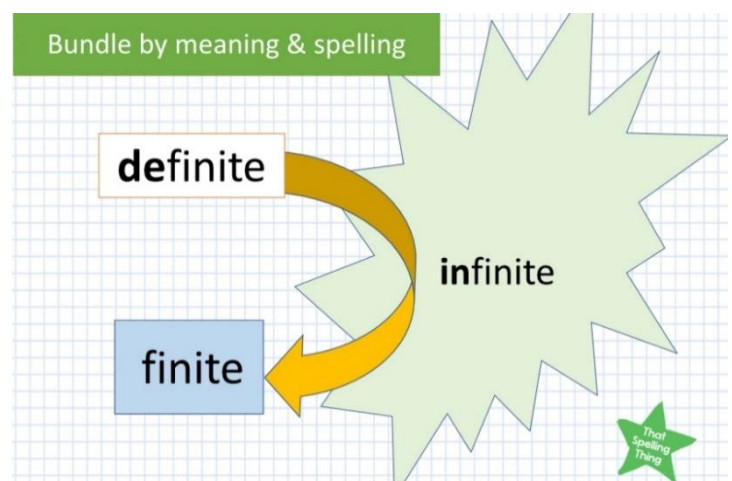 Bundle by meaning & spelling
definite
infinite
finite
That
Spelling
Thing